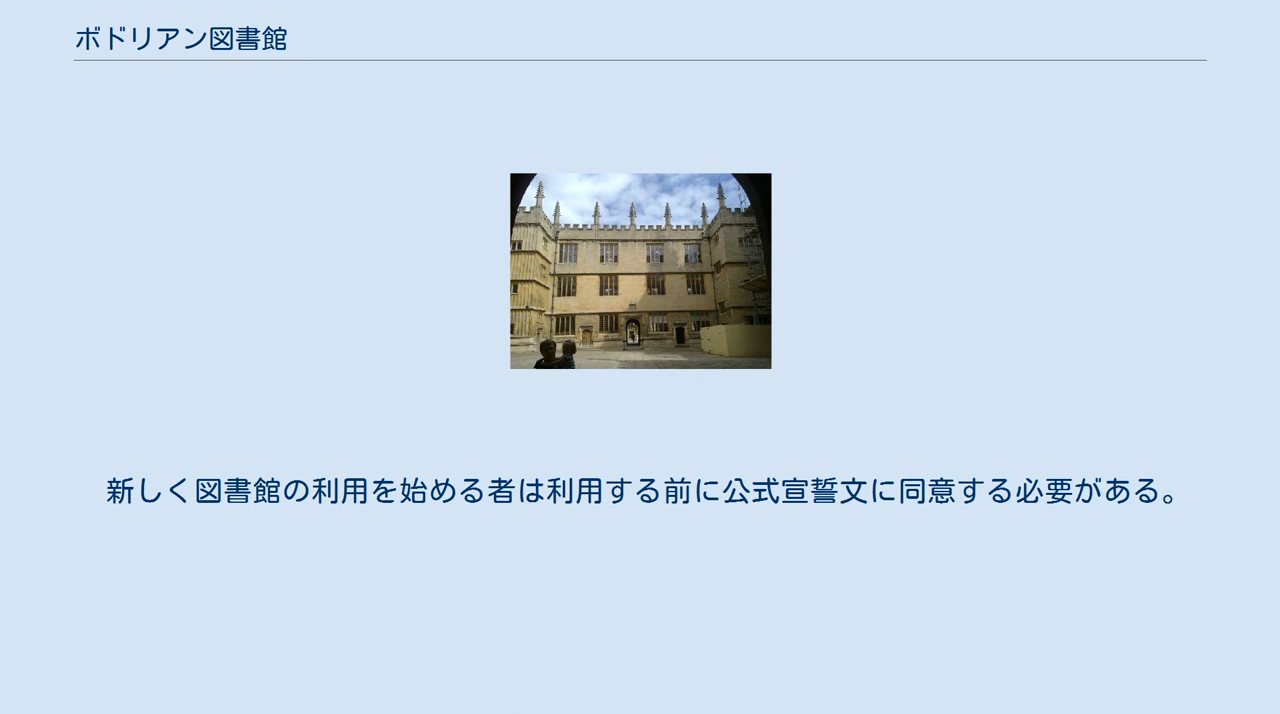 ボドリアン図書館
新しく図書館の利用を始める者は利用する前に公式宣誓文に同意する必要がある。